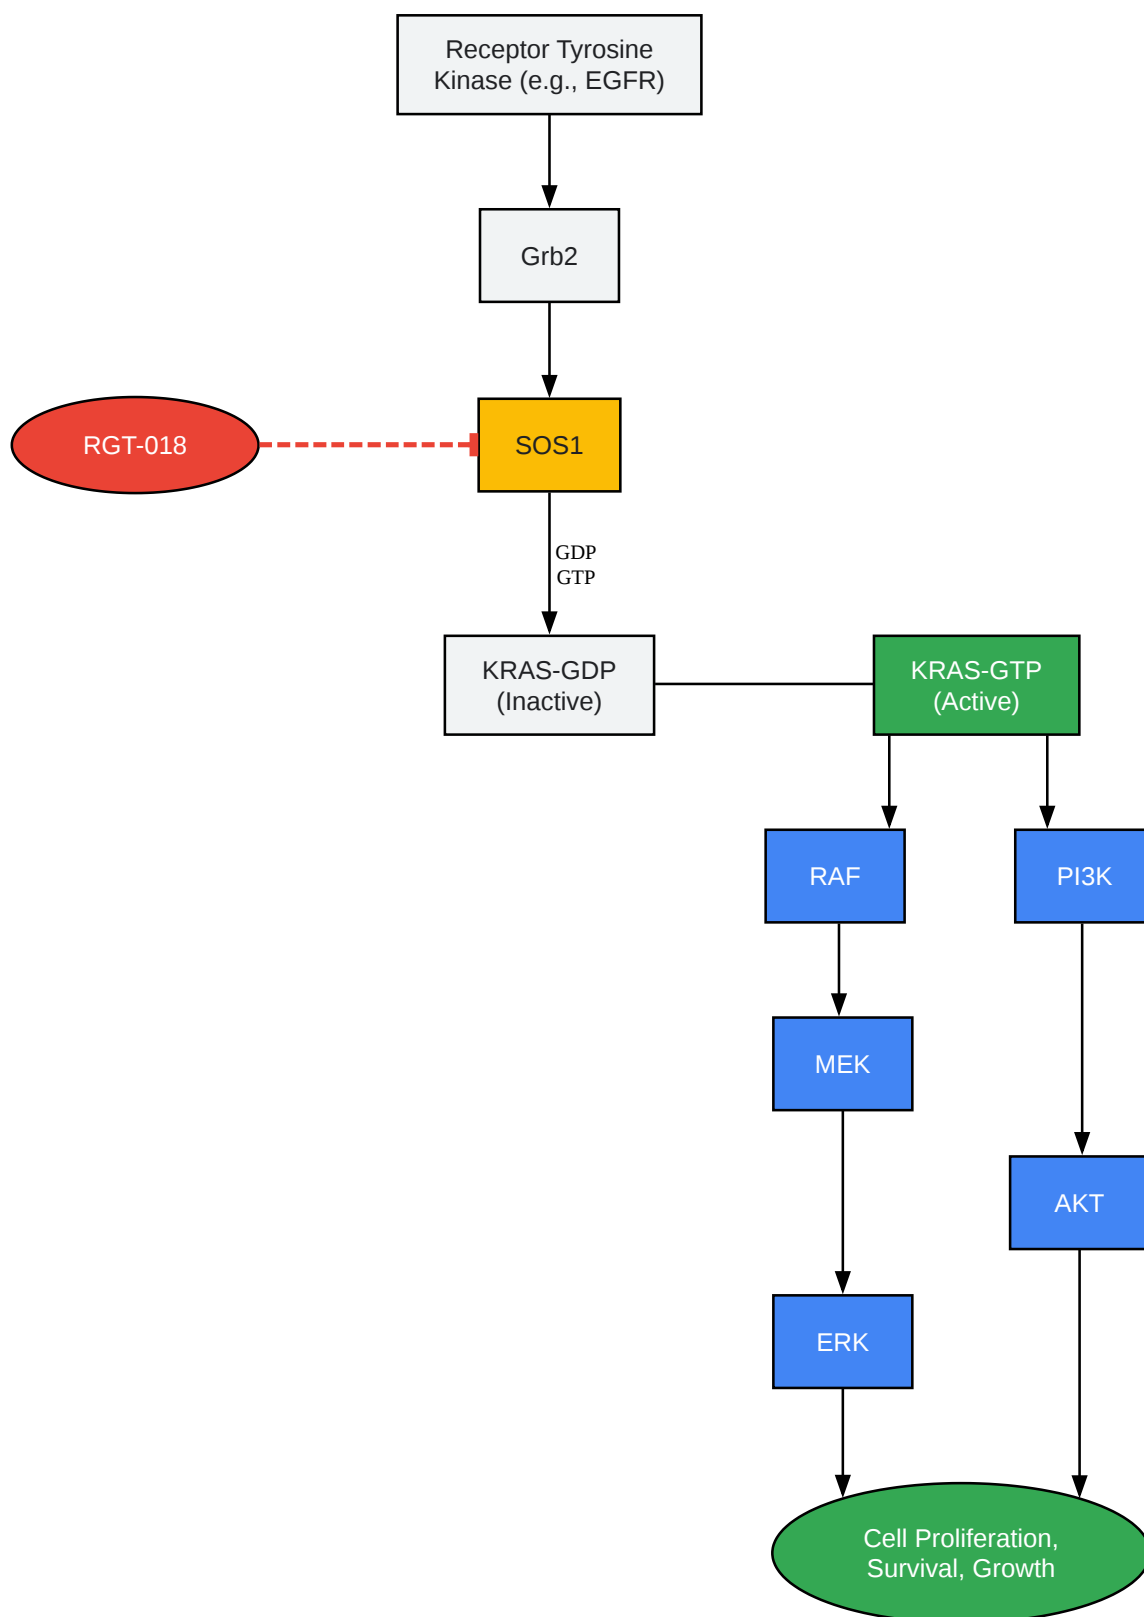 Receptor Tyrosine
Kinase (e.g., EGFR)
Grb2
RGT-018
SOS1
GDP
GTP
KRAS-GDP
(Inactive)
KRAS-GTP
(Active)
RAF
PI3K
MEK
AKT
ERK
Cell Proliferation,
Survival, Growth